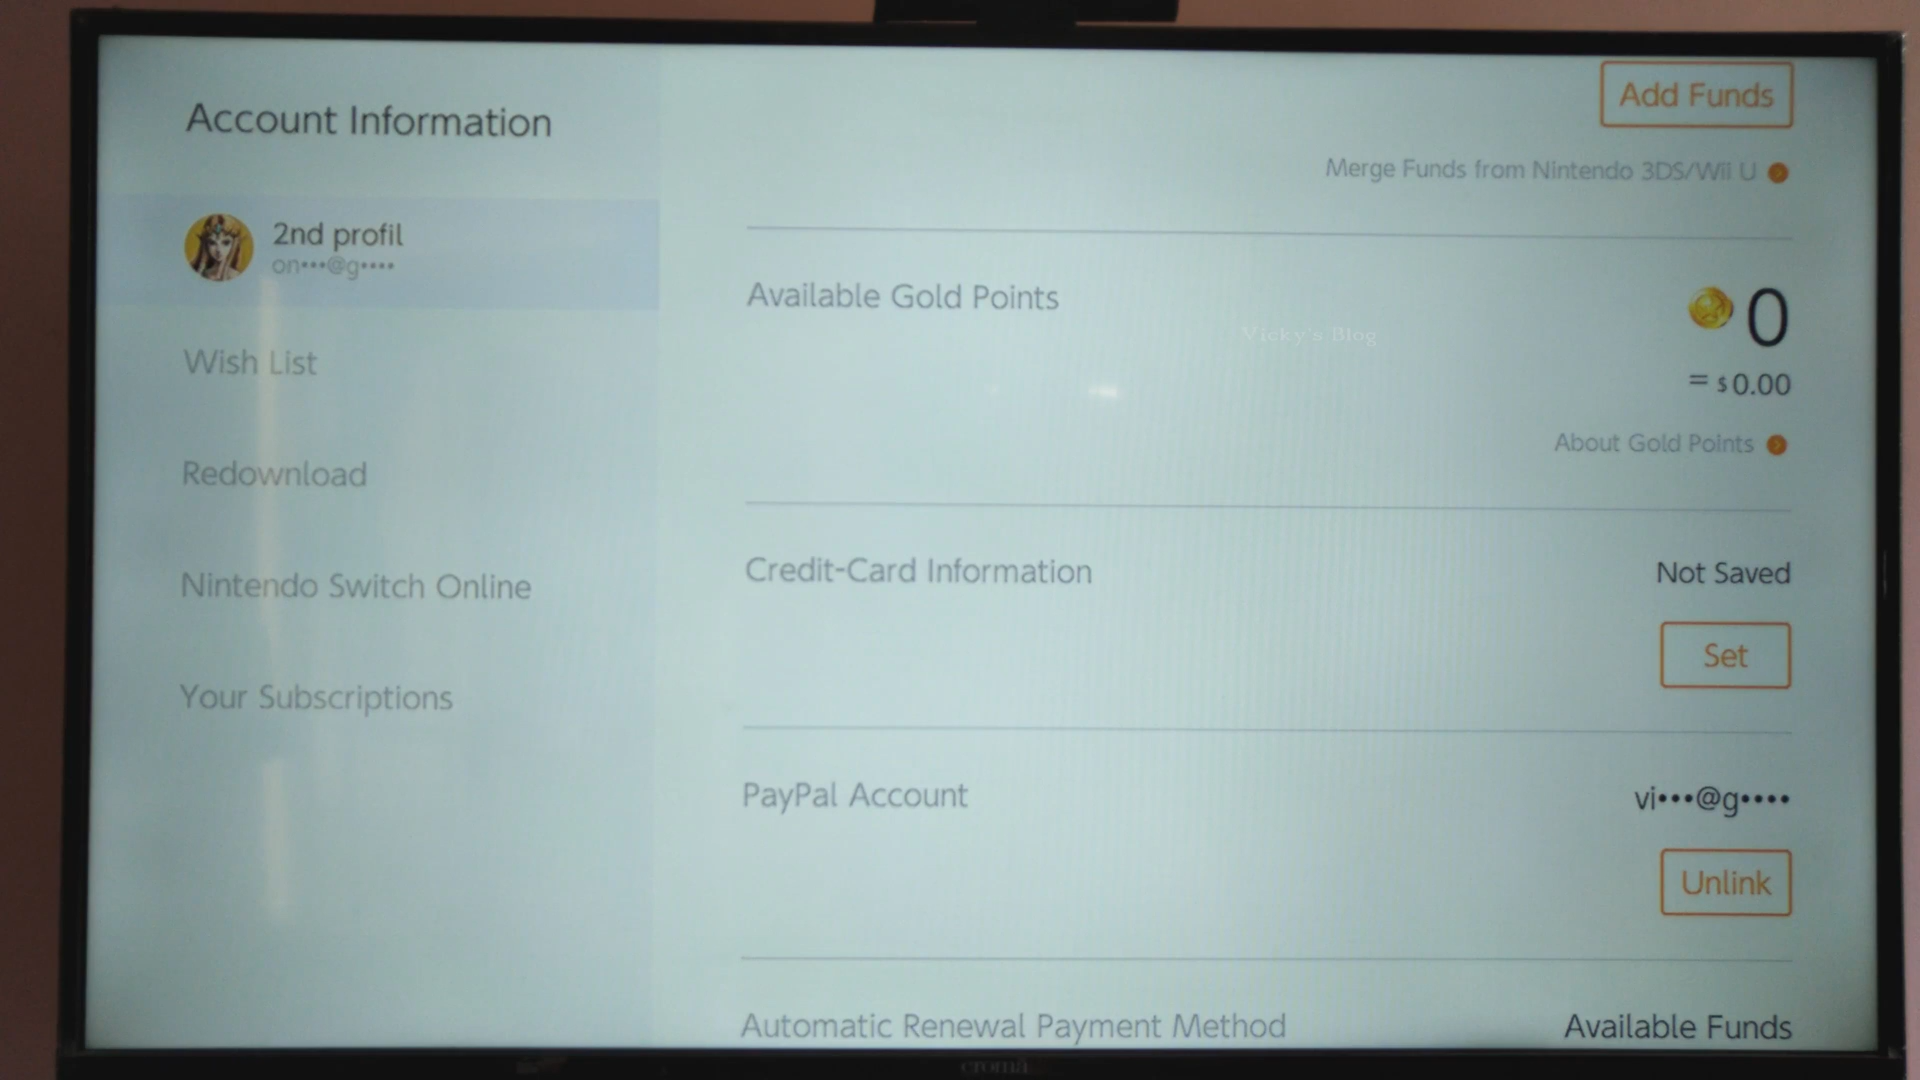 Account Information
2nd profil
on•••@g••••
Wish List
Redownload
Nintendo Switch Online
Your Subscriptions
Add Funds
Merge Funds from Nintendo 3DS/Wii U
Available Gold Points
0
= $0.00
Vicky's Blog
About Gold Points
Credit-Card Information
Not Saved
Set
PayPal Account
vi•••@g••••
Unlink
Automatic Renewal Payment Method
Available Funds
croma